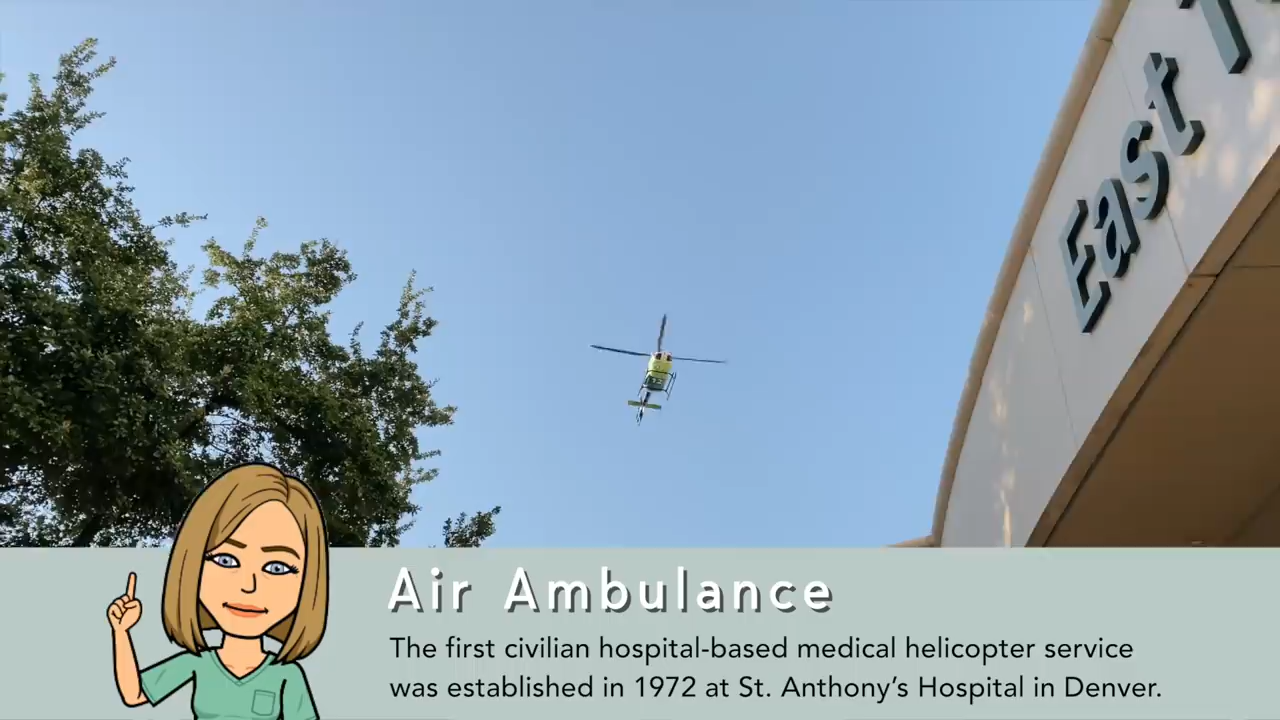 East
Air Ambulance
The first civilian hospital-based medical helicopter service
was established in 1972 at St. Anthony's Hospital in Denver.